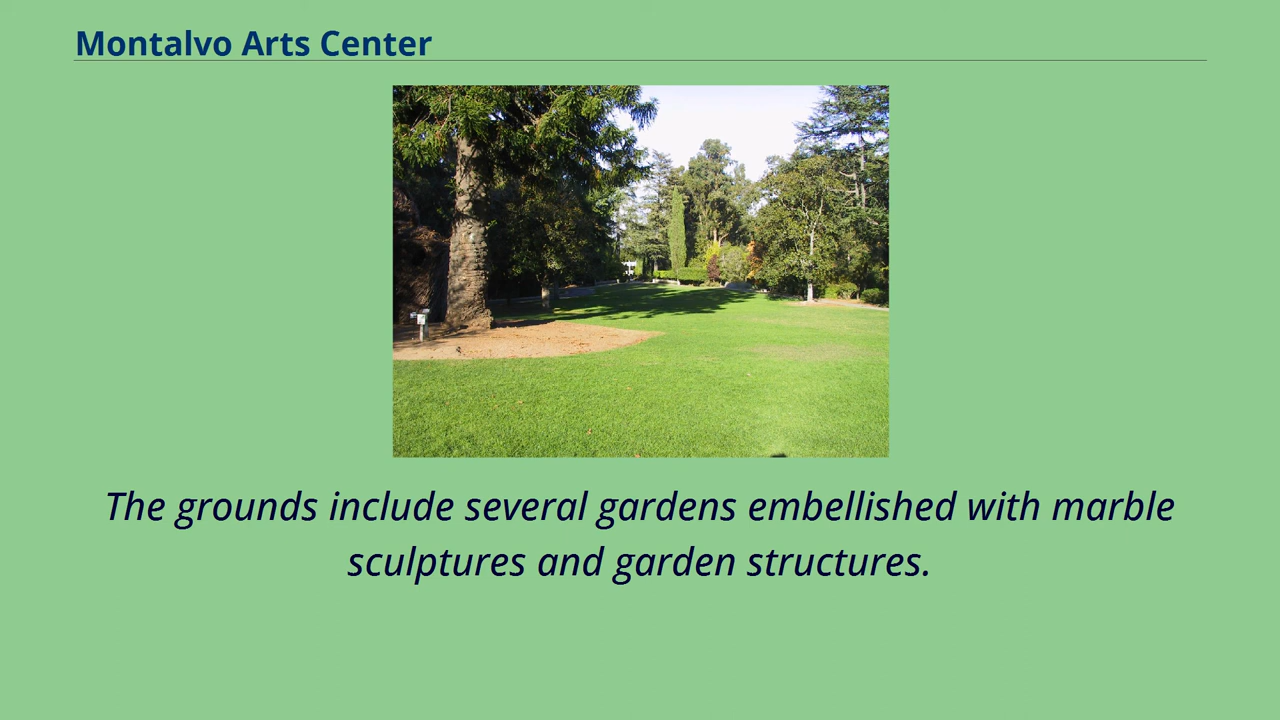 Montalvo Arts Center
The grounds include several gardens embellished with marble
sculptures and garden structures.